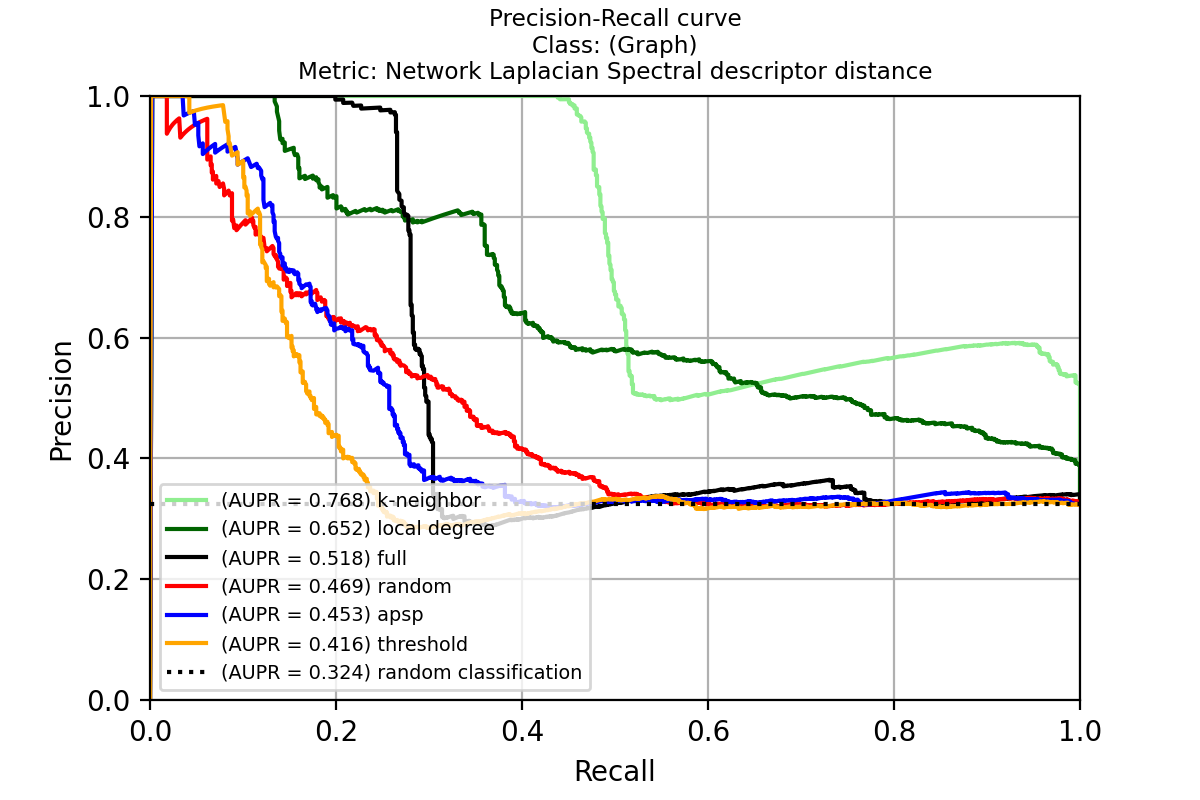 Precision-Recall curve
Class: (Graph)
Metric: Network Laplacian Spectral descriptor distance
1.0
0.8
0.6
0.4
0.2
0.0
Precision
(AUPR = 0.768) k-neighbor
(AUPR = 0.652) local degree
(AUPR = 0.518) full
(AUPR = 0.469) random
(AUPR = 0.453) apsp
(AUPR = 0.416) threshold
(AUPR = 0.324) random classification
0.0 0.2 0.4 0.6 0.8 1.0
Recall